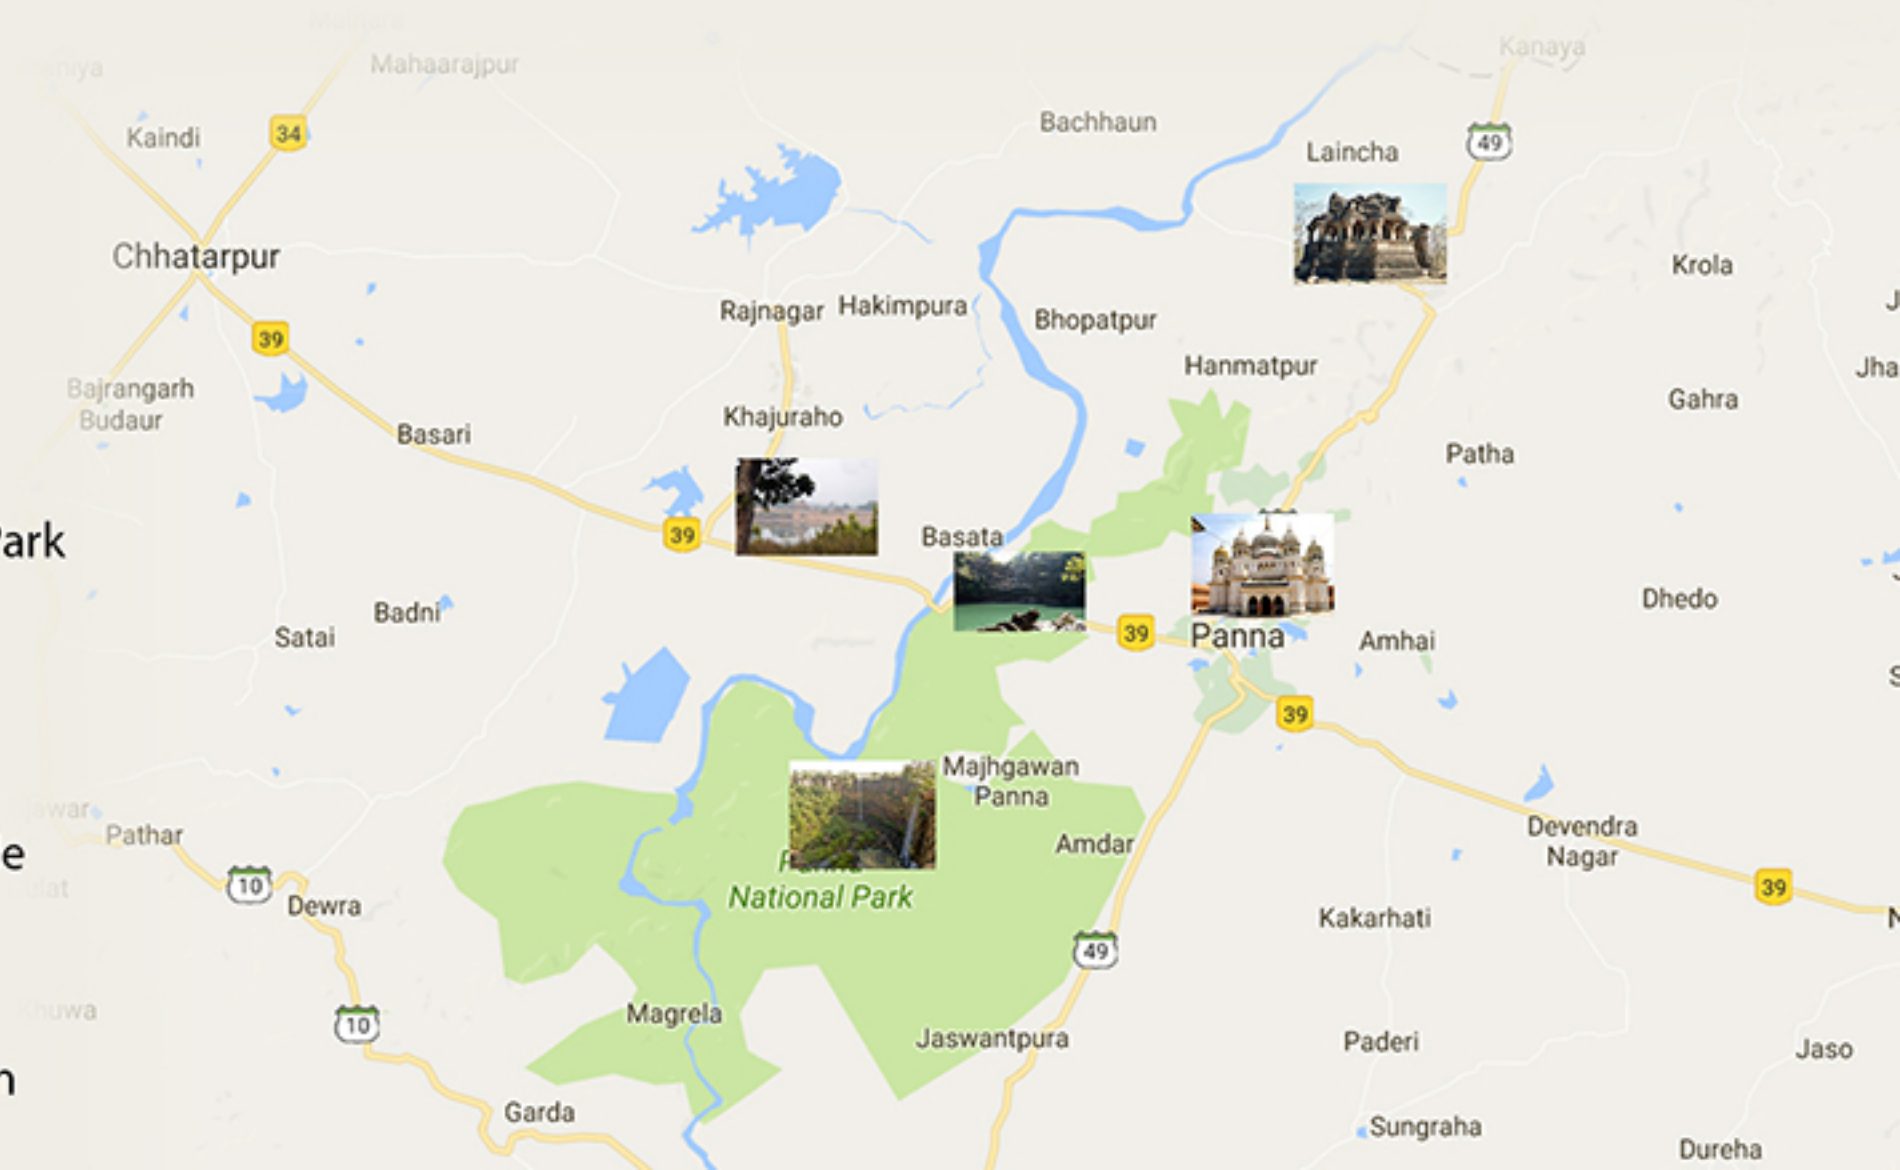 Mahaarajpur
Kanaya
Kaindi
34
Bachhaun
Laincha
49
Chhatarpur
Krola
Rajnagar
Hakimpura
Bhopatpur
39
Hanmatpur
Bajrangarh
Budaur
Khajuraho
Gahra
Basari
Patha
39
Basata
Park
Dhedo
Badni
Satai
39
Panna
Amhai
39
Majhgawan
Panna
Pathar
Amdar
Devendra
Nagar
10
Dewra
National Park
39
Kakarhati
49
Magrela
10
Jaswantpura
Paderi
Jaso
Garda
Sungraha
Dureha